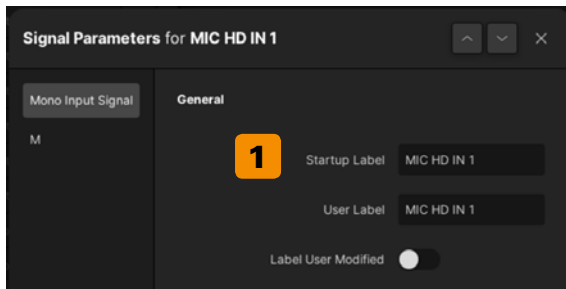 Signal Parameters for MIC HD IN 1
Mono Input Signal
M
General
1
Startup Label MIC HD IN 1
User Label MIC HD IN 1
Label User Modified